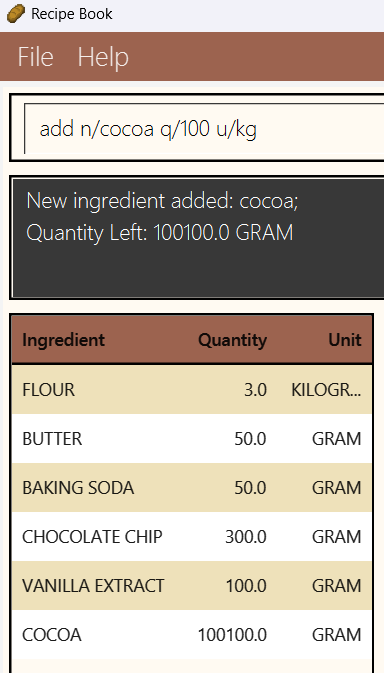 Recipe Book
File Help
add n/cocoa q/100 u/kg
New ingredient added: cocoa;
Quantity Left: 100100.0 GRAM
Ingredient Quantity Unit
FLOUR 3.0 KILOGR...
BUTTER 50.0 GRAM
BAKING SODA 50.0 GRAM
CHOCOLATE CHIP 300.0 GRAM
VANILLA EXTRACT 100.0 GRAM
COCOA 100100.0 GRAM